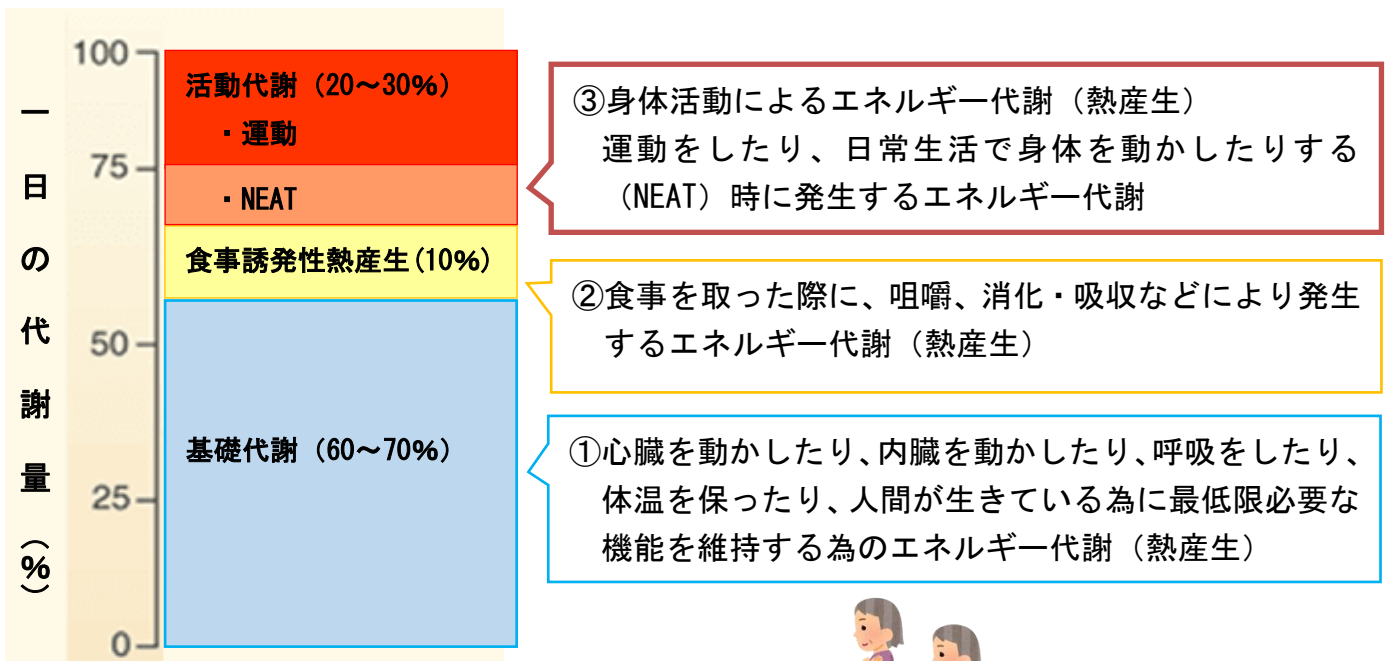 一日の代謝量(%)
100
75
50
25
0
活動代謝（20～30%）
・運動
・NEAT
食事誘発性熱産生(10%)
基礎代謝（60～70%）
③身体活動によるエネルギー代謝（熱産生）
運動をしたり、日常生活で身体を動かしたりする
（NEAT）時に発生するエネルギー代謝
②食事を取った際に、咀嚼、消化・吸収などにより発生
するエネルギー代謝（熱産生）
①心臓を動かしたり、内臓を動かしたり、呼吸をしたり、
体温を保ったり、人間が生きている為に最低限必要な
機能を維持する為のエネルギー代謝（熱産生）